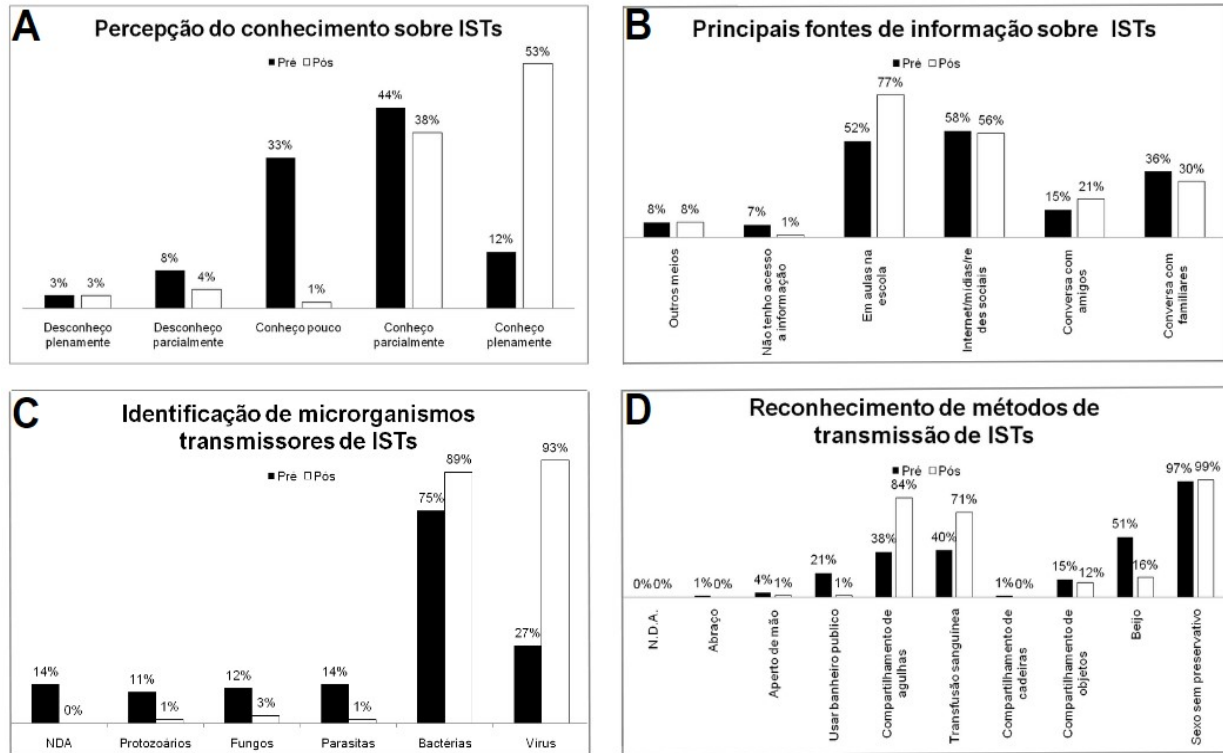 A
Percepção do conhecimento sobre ISTs
Pré Pós
3% 3%
8% 4%
33% 1%
44% 38%
12% 53%
Desconheço plenamente
Desconheço parcialmente
Conheço pouco
Conheço parcialmente
Conheço plenamente
B
Principais fontes de informação sobre ISTs
Pré Pós
8% 8%
7% 1%
52% 77%
58% 56%
15% 21%
36% 30%
Outros meios
Não tenho acesso
a informação
Em aulas na
escola
Internet/mídias/re
des sociais
Conversa com
amigos
Conversa com
familiares
C
Identificação de microrganismos
transmissores de ISTs
Pré Pós
14% 0%
11% 1%
12% 3%
14% 1%
75% 89%
27% 93%
NDA Protozoários Fungos Parasitas Bactérias Vírus
D
Reconhecimento de métodos de
transmissão de ISTs
Pré Pós
0% 0%
1% 0%
4% 1%
21% 1%
38% 84%
40% 71%
1% 0%
15% 12%
51% 16%
97% 99%
N.D.A.
Abraço
Aperto de mão
Usar banheiro publico
Compartilhamento de
agulhas
Transfusão sanguínea
Compartilhamento de
cadeiras
Compartilhamento de
objetos
Beijo
Sexo sem preservativo